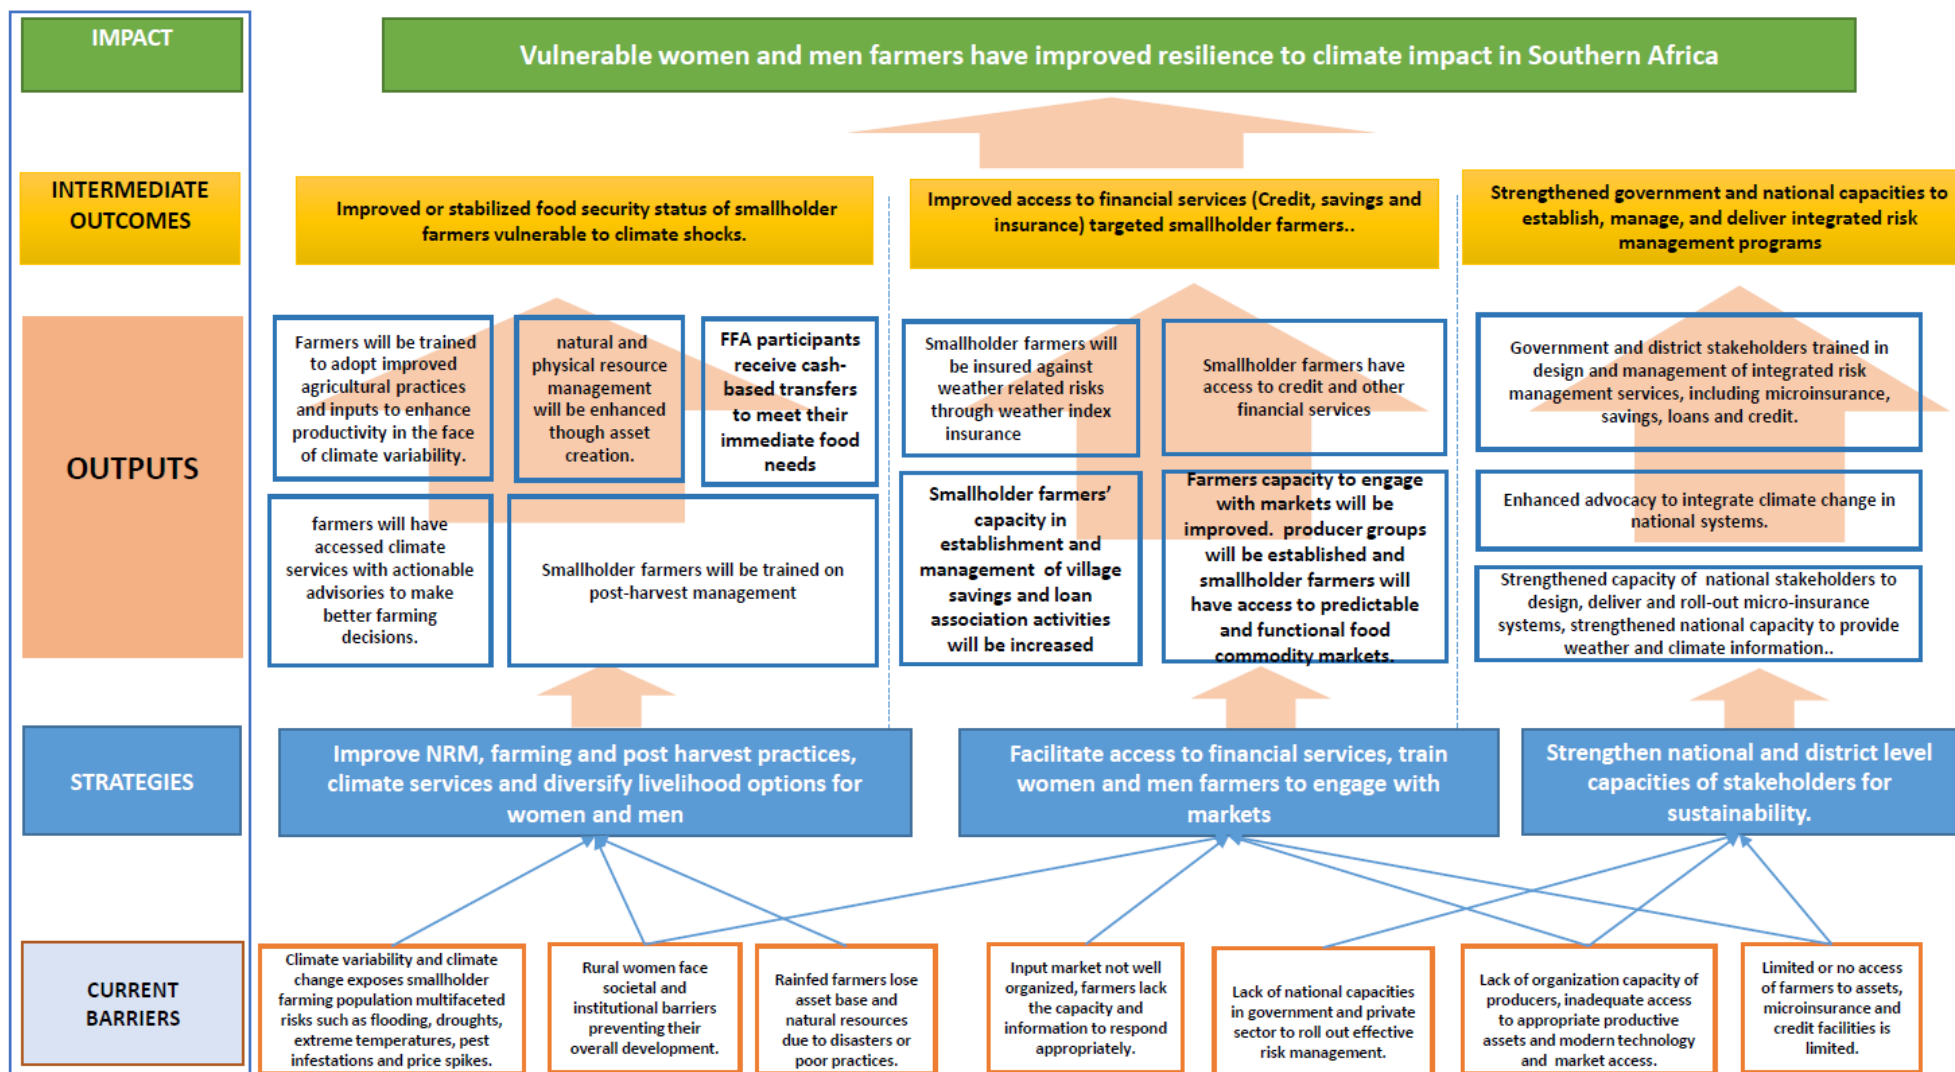 IMPACT
Vulnerable women and men farmers have improved resilience to climate impact in Southern Africa
INTERMEDIATE
OUTCOMES
Improved or stabilized food security status of smallholder
farmers vulnerable to climate shocks.
Improved access to financial services (Credit, savings and
insurance) targeted smallholder farmers..
Strengthened government and national capacities to
establish, manage, and deliver integrated risk
management programs
OUTPUTS
Farmers will be trained
to adopt improved
agricultural practices
and inputs to enhance
productivity in the face
of climate variability.
natural and
physical resource
management
will be enhanced
though asset
creation.
FFA participants
receive cash-
based transfers
to meet their
immediate food
needs
Smallholder farmers will
be insured against
weather related risks
through weather index
insurance
Smallholder farmers have
access to credit and other
financial services
Government and district stakeholders trained in
design and management of integrated risk
management services, including microinsurance,
savings, loans and credit.
farmers will have
accessed climate
services with actionable
advisories to make
better farming
decisions.
Smallholder farmers will be trained on
post-harvest management
Smallholder farmers’
capacity in
establishment and
management of village
savings and loan
association activities
will be increased
Farmers capacity to engage
with markets will be
improved. producer groups
will be established and
smallholder farmers will
have access to predictable
and functional food
commodity markets.
Enhanced advocacy to integrate climate change in
national systems.
Strengthened capacity of national stakeholders to
design, deliver and roll-out micro-insurance
systems, strengthened national capacity to provide
weather and climate information..
STRATEGIES
Improve NRM, farming and post harvest practices,
climate services and diversify livelihood options for
women and men
Facilitate access to financial services, train
women and men farmers to engage with
markets
Strengthen national and district level
capacities of stakeholders for
sustainability.
CURRENT
BARRIERS
Climate variability and climate
change exposes smallholder
farming population multifaceted
risks such as flooding, droughts,
extreme temperatures, pest
infestations and price spikes.
Rural women face
societal and
institutional barriers
preventing their
overall development.
Rainfed farmers lose
asset base and
natural resources
due to disasters or
poor practices.
Input market not well
organized, farmers lack
the capacity and
information to respond
appropriately.
Lack of national capacities
in government and private
sector to roll out effective
risk management.
Lack of organization capacity of
producers, inadequate access
to appropriate productive
assets and modern technology
and market access.
Limited or no access
of farmers to assets,
microinsurance and
credit facilities is
limited.